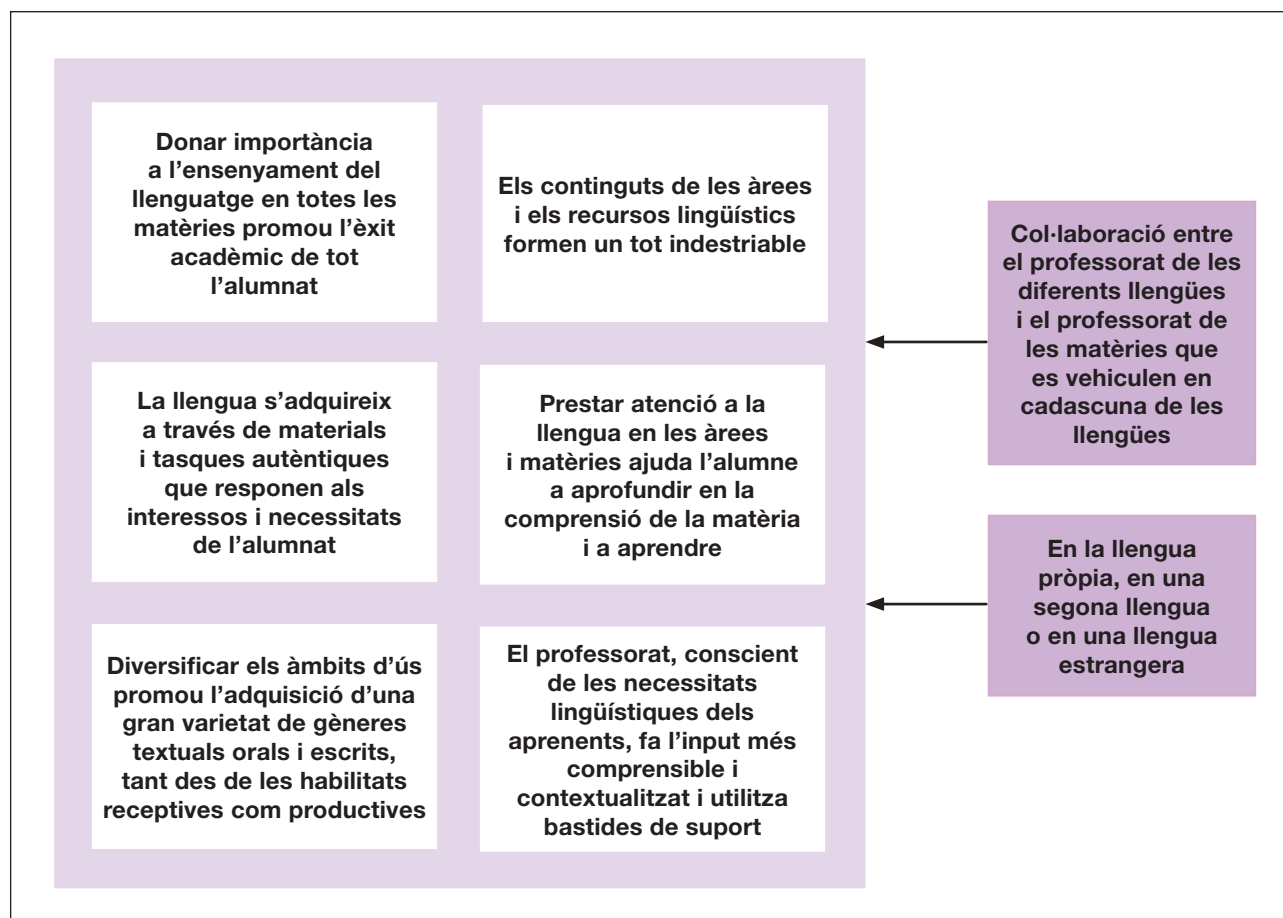 Donar importància
a l’ensenyament del
llenguatge en totes les
matèries promou l’èxit
acadèmic de tot
l’alumnat
Els continguts de les àrees
i els recursos lingüístics
formen un tot indestriable
La llengua s’adquireix
a través de materials
i tasques autèntiques
que responen als
interessos i necessitats
de l’alumnat
Prestar atenció a la
llengua en les àrees
i matèries ajuda l’alumne
a aprofundir en la
comprensió de la matèria
i a aprendre
Diversificar els àmbits d’ús
promou l’adquisició d’una
gran varietat de gèneres
textuals orals i escrits,
tant des de les habilitats
receptives com productives
El professorat, conscient
de les necessitats
lingüístiques dels
aprenents, fa l’input més
comprensible i
contextualitzat i utilitza
bastides de suport
Col·laboració entre
el professorat de les
diferents llengües
i el professorat de
les matèries que
es vehiculen en
cadascuna de les
llengües
En la llengua
pròpia, en una
segona llengua
o en una llengua
estrangera